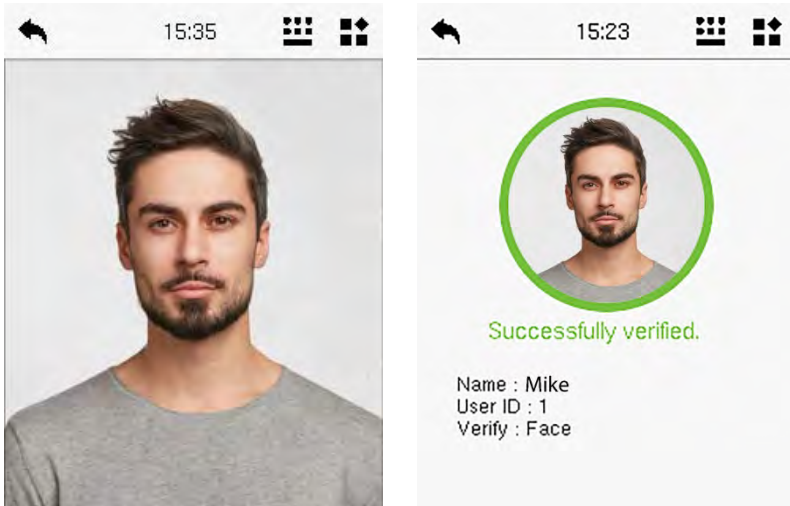 15:35
15:23
Successfully verified.
Name : Mike
User ID : 1
Verify : Face